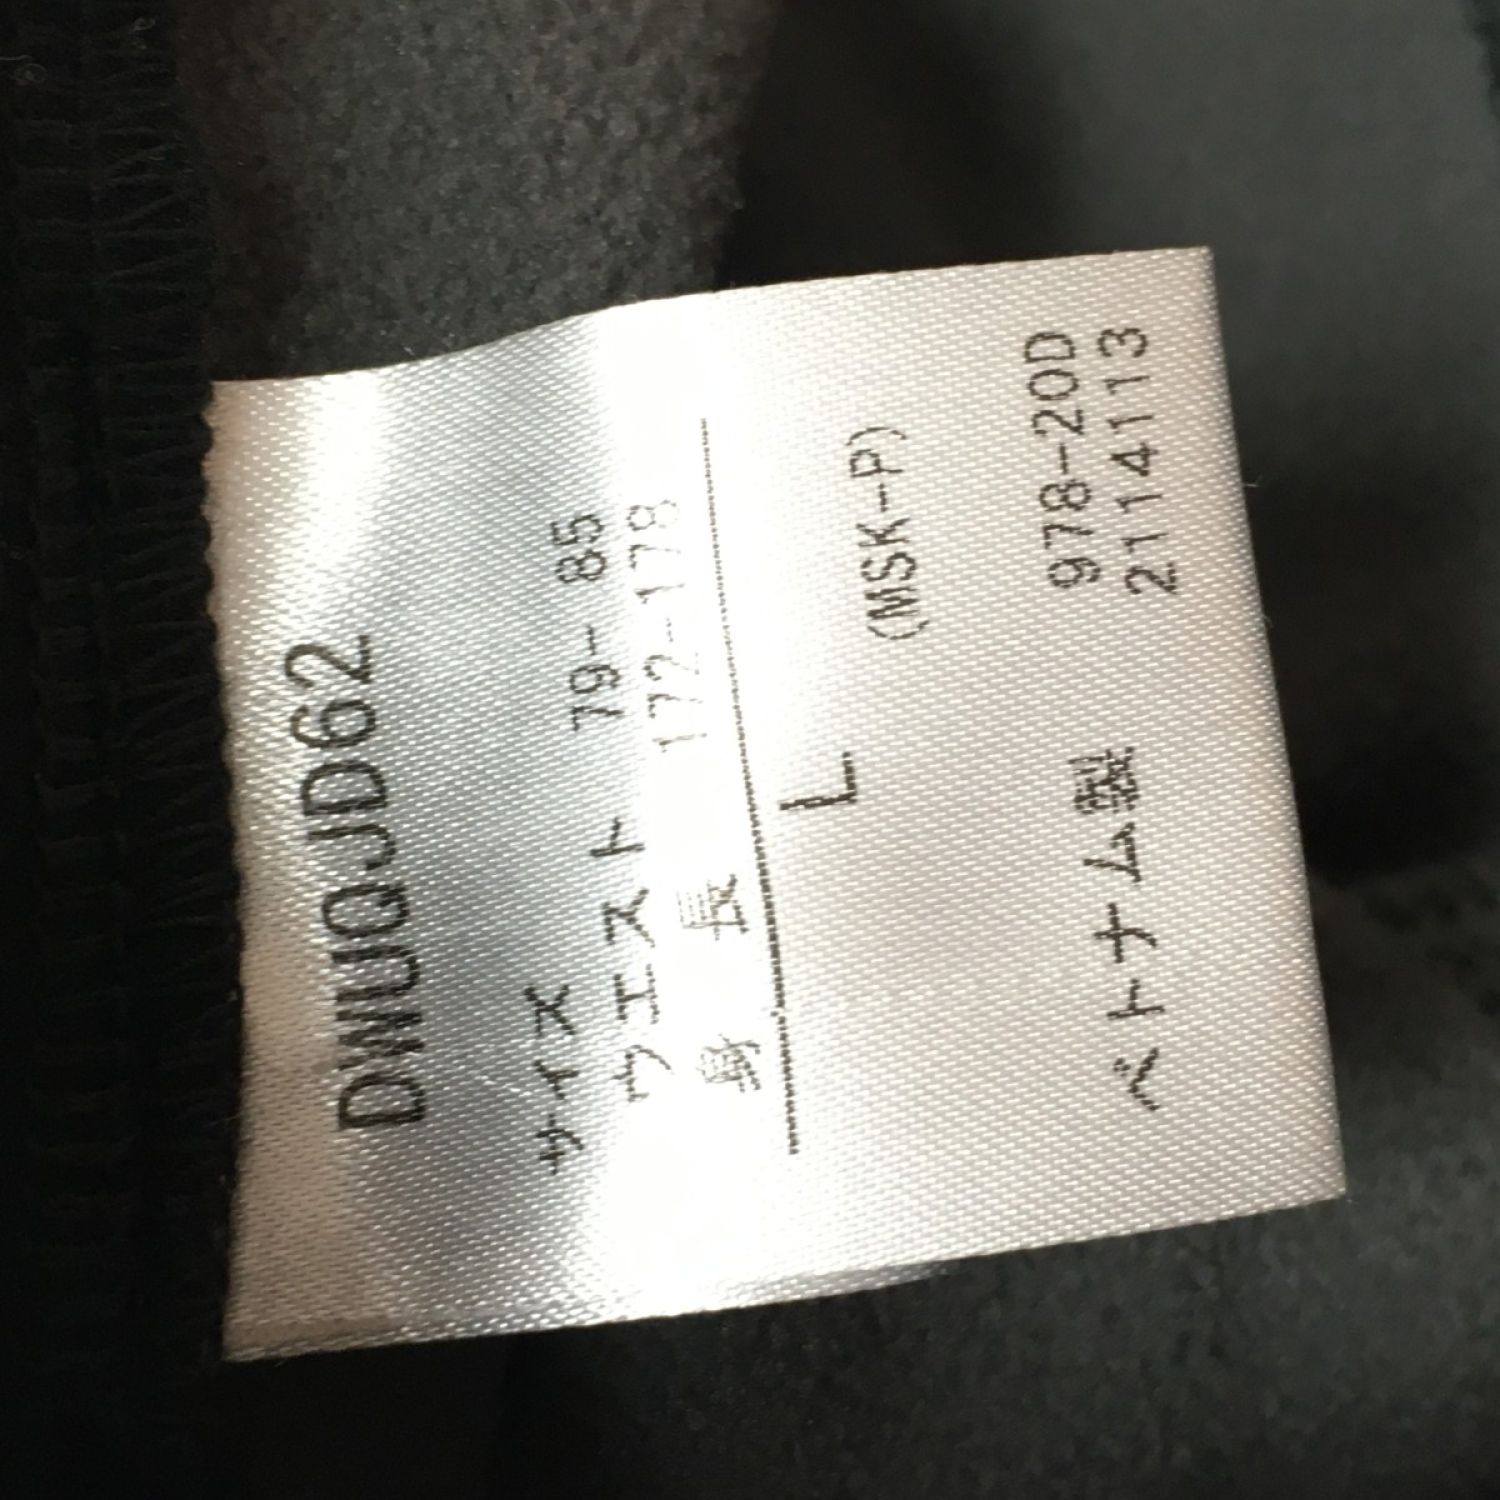 DWUQJD62
サイズ
ウエスト 79- 85
身 長 172-178
L
(MSK-P)
978-20D
ベトナム製 2114113